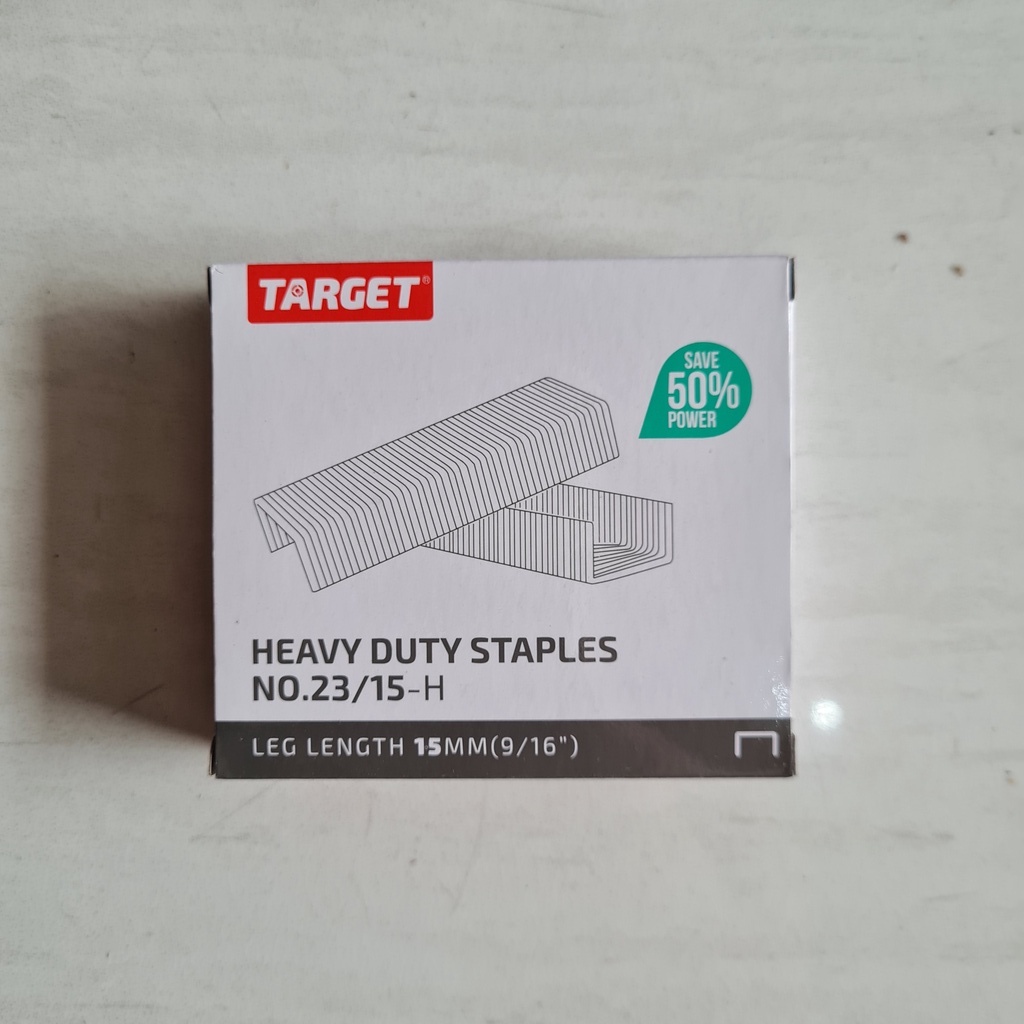 TARGET®
SAVE
50%
POWER
HEAVY DUTY STAPLES
NO.23/15-H
LEG LENGTH 15MM(9/16")